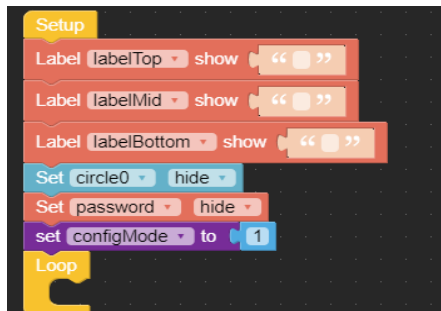 Setup
Label labelTop show “ ”
Label labelMid show “ ”
Label labelBottom show “ ”
Set circle0 hide
Set password hide
set configMode to 1
Loop